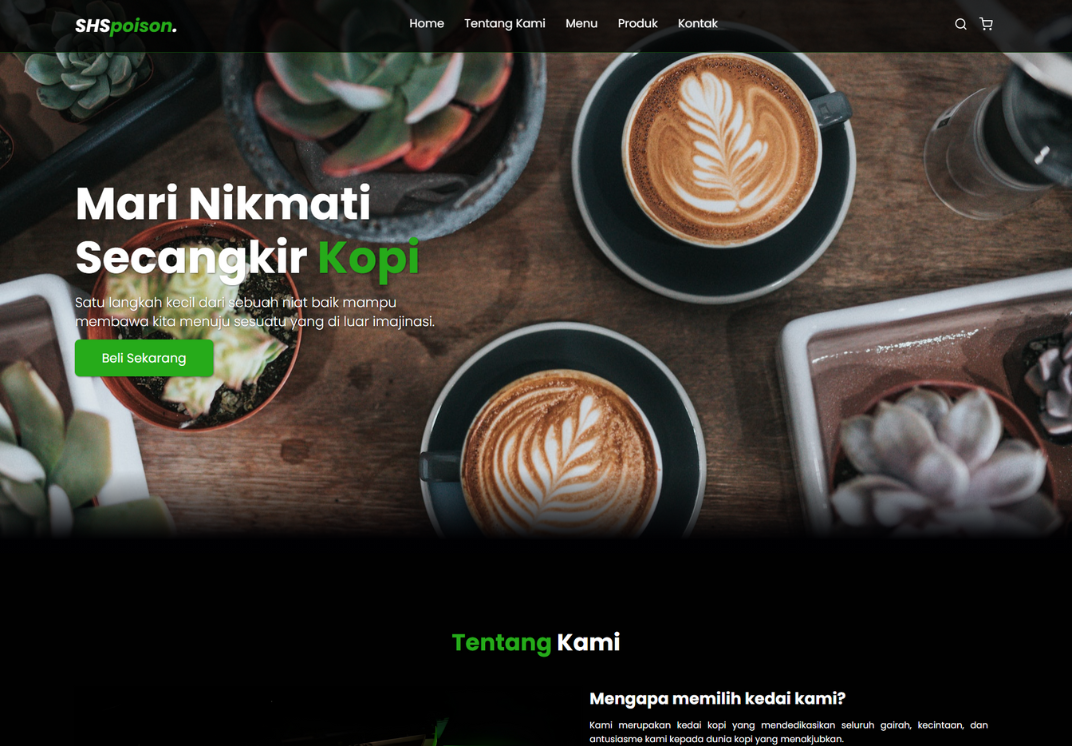 SHSpoison.
Home Tentang Kami Menu Produk Kontak
Mari Nikmati
Secangkir Kopi
Satu langkah kecil dari sebuah niat baik mampu
membawa kita menuju sesuatu yang di luar imajinasi.
Beli Sekarang
Tentang Kami
Mengapa memilih kedai kami?
Kami merupakan kedai kopi yang mendedikasikan seluruh gairah, kecintaan, dan
antusiasme kami kepada dunia kopi yang menakjubkan.